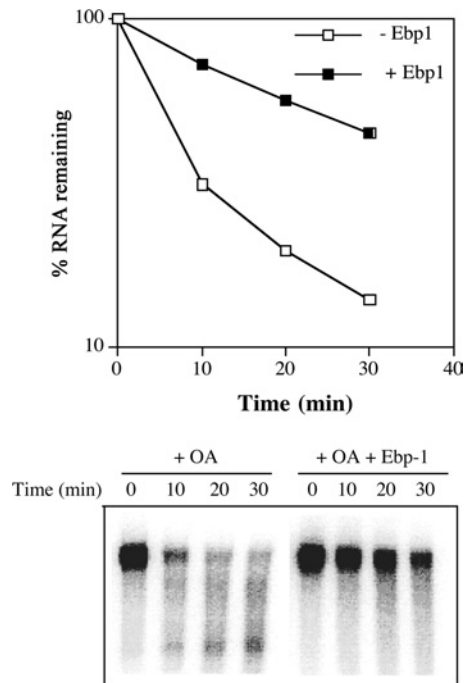 100
- Ebp1
+ Ebp1
% RNA remaining
10
0 10 20 30 40
Time (min)
+ OA + OA + Ebp-1
Time (min) 0 10 20 30 0 10 20 30